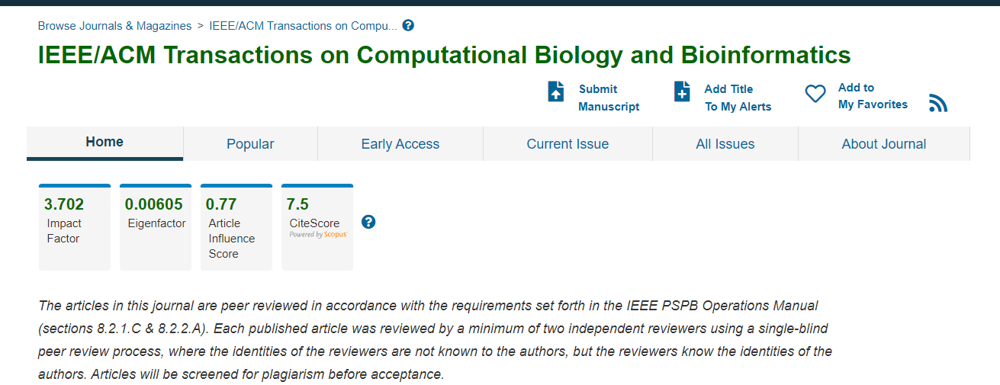 Browse Journals & Magazines > IEEE/ACM Transactions on Compu... ?
IEEE/ACM Transactions on Computational Biology and Bioinformatics
Submit
Manuscript
Add Title
To My Alerts
Add to
My Favorites
Home
Popular
Early Access
Current Issue
All Issues
About Journal
3.702
Impact
Factor
0.00605
Eigenfactor
0.77
Article
Influence
Score
7.5
CiteScore
Powered by Scopus
?
The articles in this journal are peer reviewed in accordance with the requirements set forth in the IEEE PSPB Operations Manual
(sections 8.2.1.C & 8.2.2.A). Each published article was reviewed by a minimum of two independent reviewers using a single-blind
peer review process, where the identities of the reviewers are not known to the authors, but the reviewers know the identities of the
authors. Articles will be screened for plagiarism before acceptance.